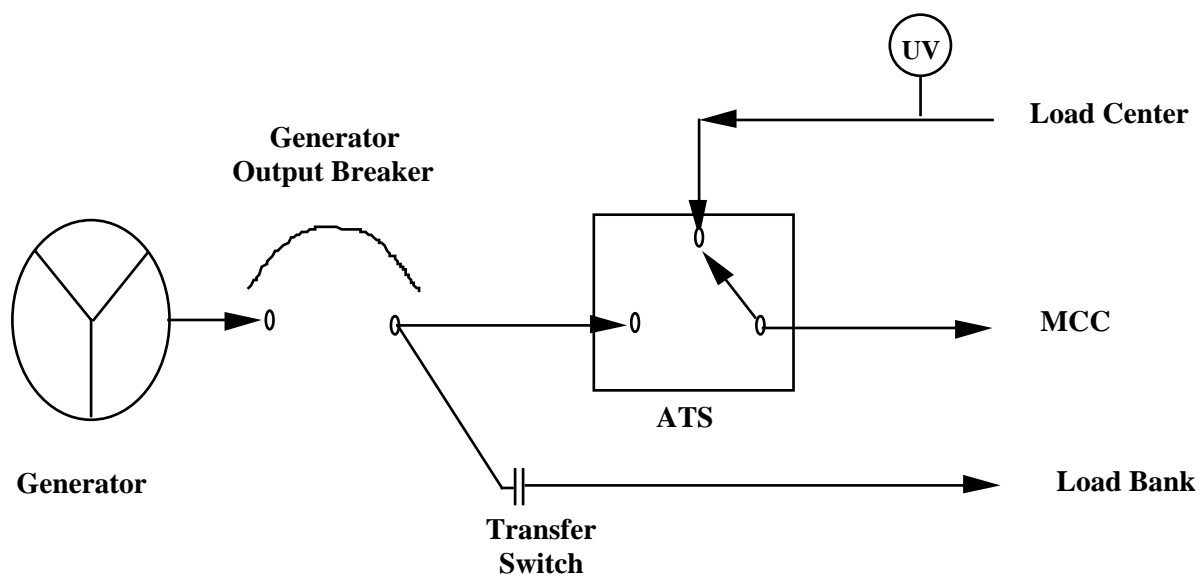 UV
Load Center
Generator
Output Breaker
MCC
ATS
Generator
Load Bank
Transfer
Switch